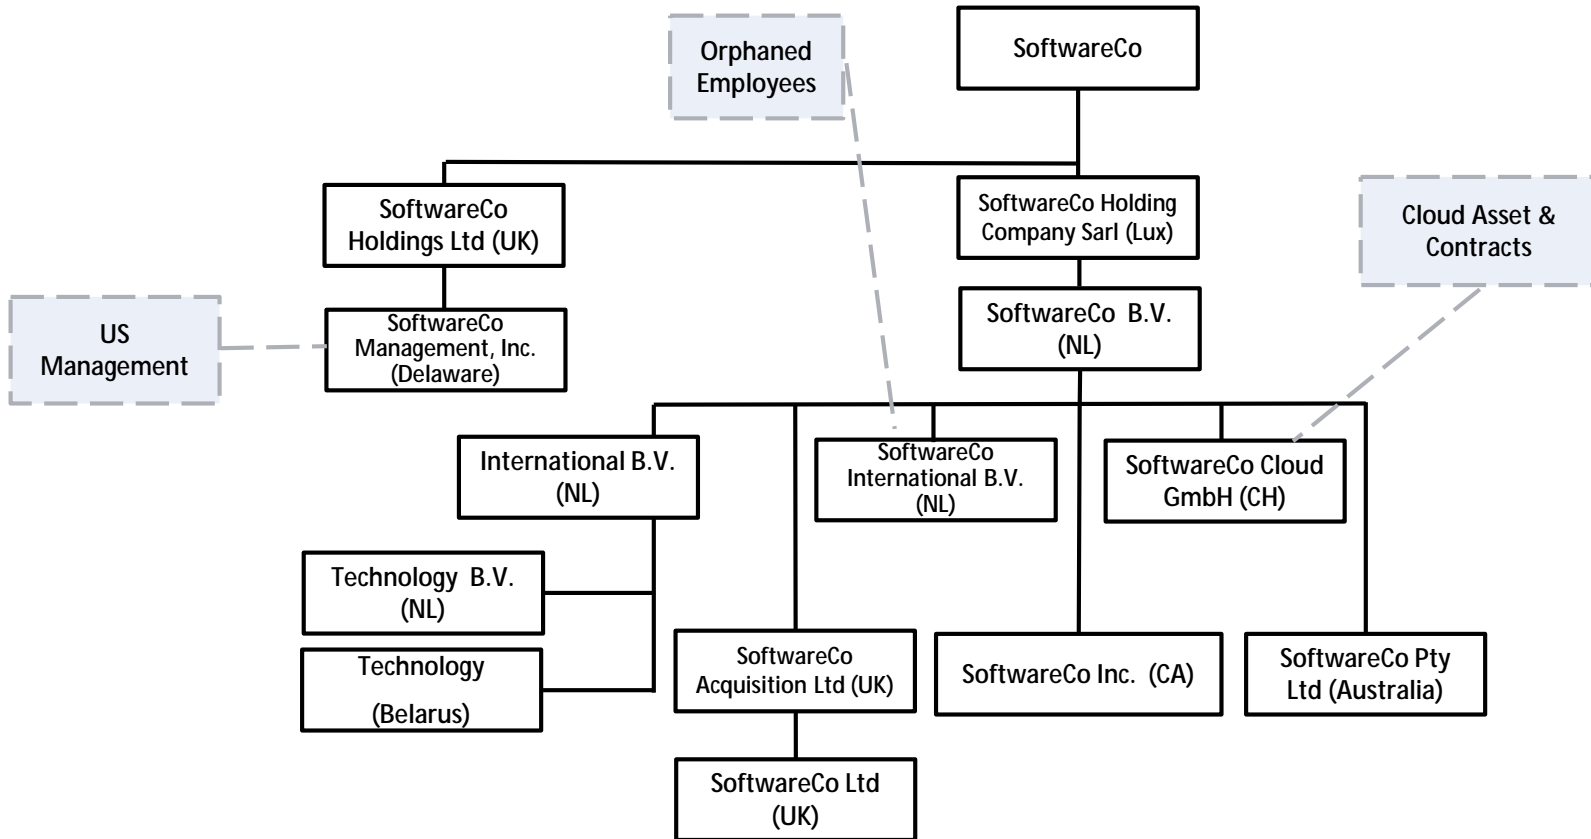 SoftwareCo
Orphaned
Employees
SoftwareCo
Holdings Ltd (UK)
SoftwareCo Holding
Company Sarl (Lux)
Cloud Asset &
Contracts
US
Management
SoftwareCo
Management, Inc.
(Delaware)
SoftwareCo B.V.
(NL)
International B.V.
(NL)
SoftwareCo
International B.V.
(NL)
SoftwareCo Cloud
GmbH (CH)
Technology B.V.
(NL)
Technology
(Belarus)
SoftwareCo
Acquisition Ltd (UK)
SoftwareCo Inc. (CA)
SoftwareCo Pty
Ltd (Australia)
SoftwareCo Ltd
(UK)